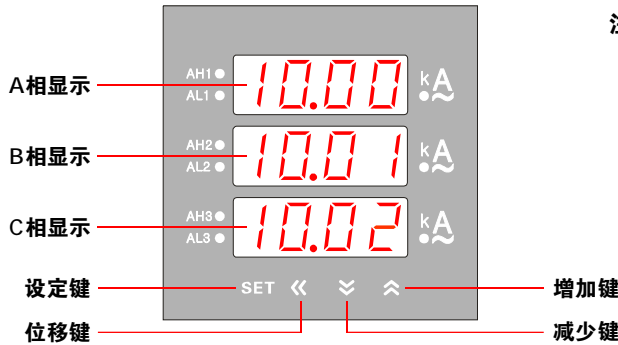 注
A相显示
AH1
AL1
10.00
kA
B相显示
AH2
AL2
10.01
kA
C相显示
AH3
AL3
10.02
kA
设定键
SET
增加键
位移键
减少键